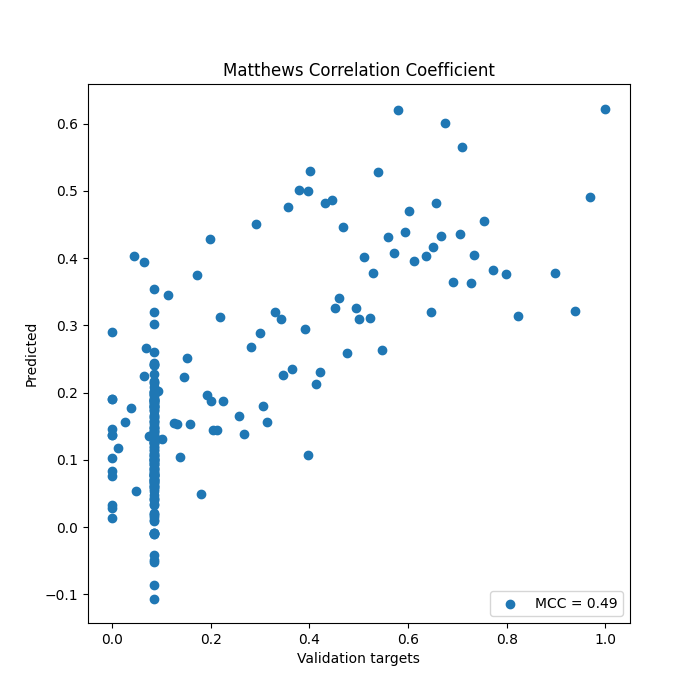 Matthews Correlation Coefficient
0.6
0.5
0.4
0.3
0.2
0.1
0.0
−0.1
Predicted
MCC = 0.49
0.0 0.2 0.4 0.6 0.8 1.0
Validation targets